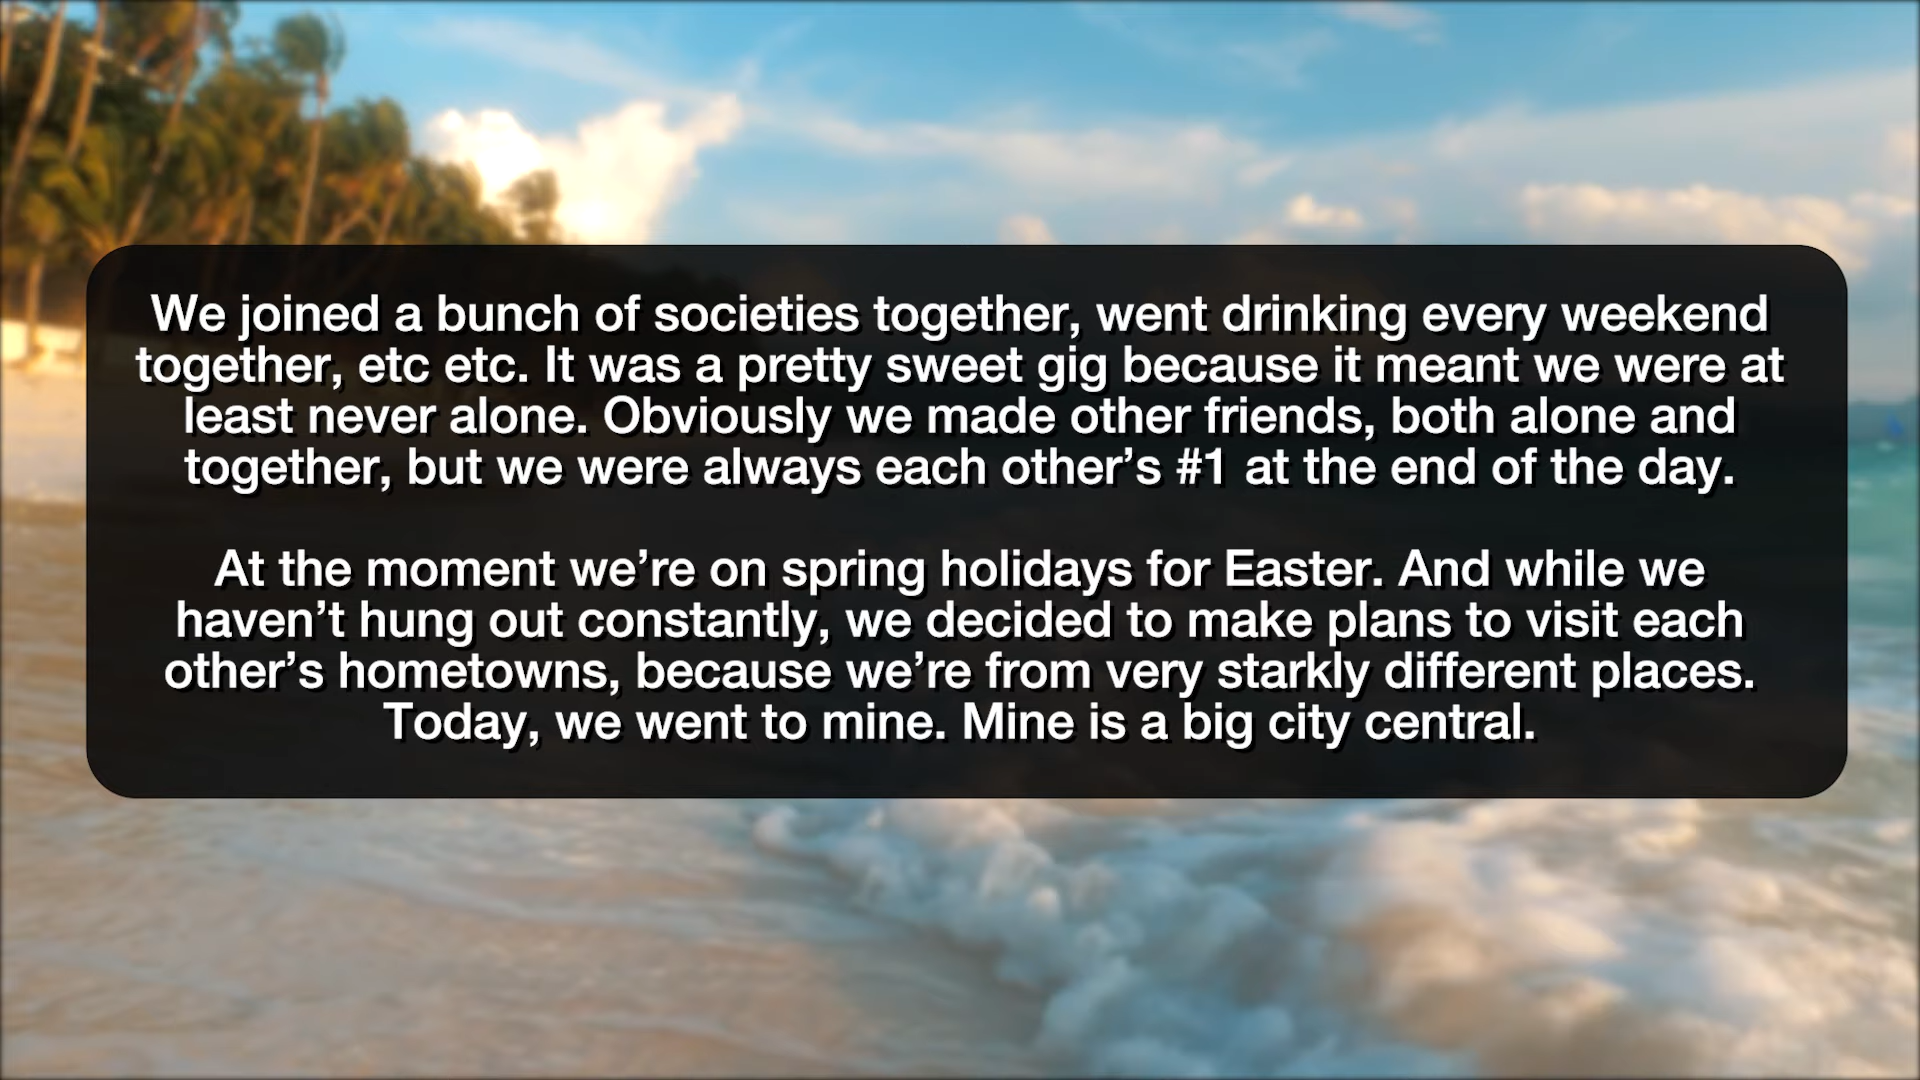 We joined a bunch of societies together, went drinking every weekend
together, etc etc. It was a pretty sweet gig because it meant we were at
least never alone. Obviously we made other friends, both alone and
together, but we were always each other’s #1 at the end of the day.
At the moment we’re on spring holidays for Easter. And while we
haven’t hung out constantly, we decided to make plans to visit each
other’s hometowns, because we’re from very starkly different places.
Today, we went to mine. Mine is a big city central.